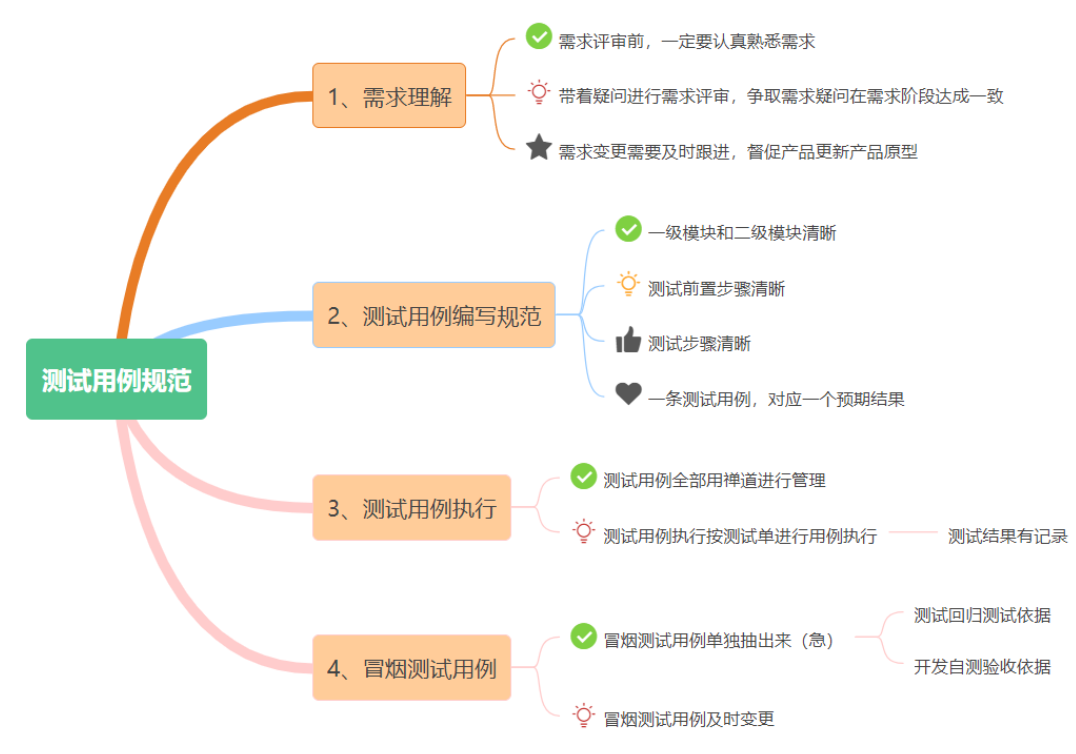 测试用例规范
1、需求理解
需求评审前，一定要认真熟悉需求
带着疑问进行需求评审，争取需求疑问在需求阶段达成一致
需求变更需要及时跟进，督促产品更新产品原型
2、测试用例编写规范
一级模块和二级模块清晰
测试前置步骤清晰
测试步骤清晰
一条测试用例，对应一个预期结果
3、测试用例执行
测试用例全部用禅道进行管理
测试用例执行按测试单进行用例执行
测试结果有记录
4、冒烟测试用例
冒烟测试用例单独抽出来（急）
测试回归测试依据
开发自测验收依据
冒烟测试用例及时变更